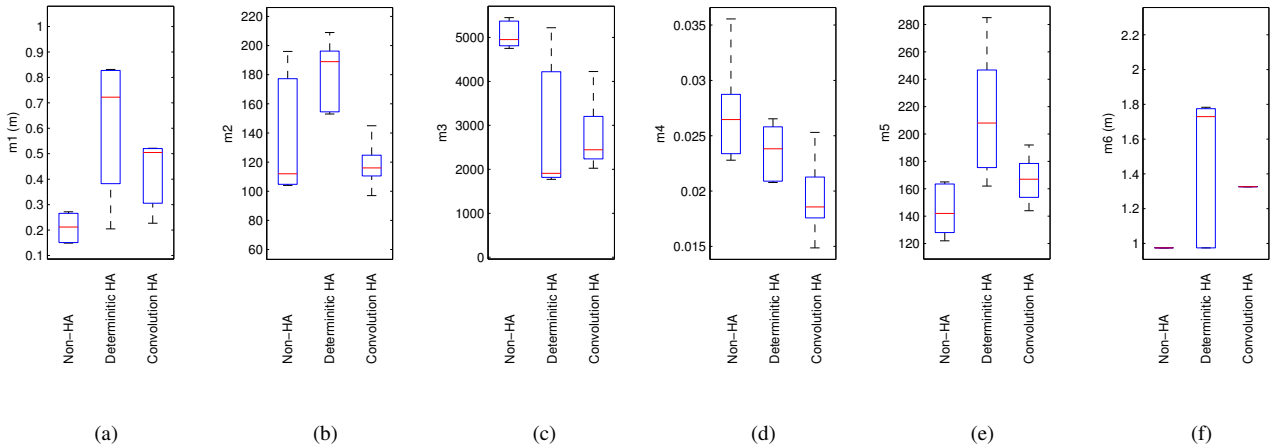 m1 (m)
1
0.9
0.8
0.7
0.6
0.5
0.4
0.3
0.2
0.1
Non−HA
Determinitic HA
Convolution HA
(a)
m2
220
200
180
160
140
120
100
80
60
Non−HA
Determinitic HA
Convolution HA
(b)
m3
5000
4000
3000
2000
1000
0
Non−HA
Determinitic HA
Convolution HA
(c)
m4
0.035
0.03
0.025
0.02
0.015
Non−HA
Determinitic HA
Convolution HA
(d)
m5
280
260
240
220
200
180
160
140
120
Non−HA
Determinitic HA
Convolution HA
(e)
m6 (m)
2.2
2
1.8
1.6
1.4
1.2
1
Non−HA
Determinitic HA
Convolution HA
(f)